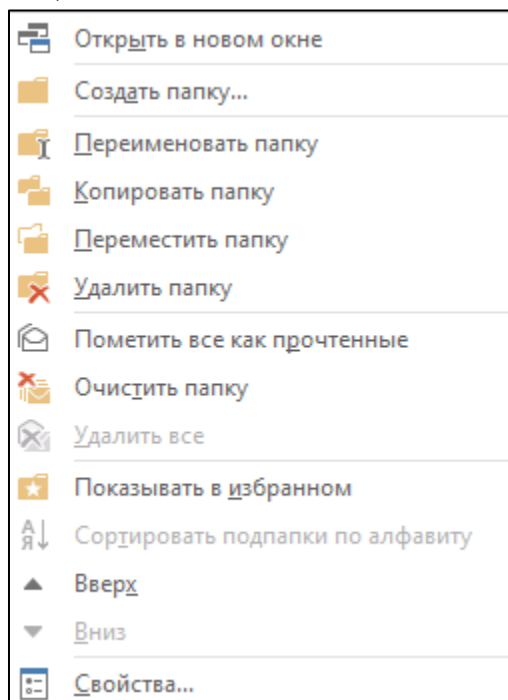 Открыть в новом окне
Создать папку...
Переименовать папку
Копировать папку
Переместить папку
Удалить папку
Пометить все как прочтенные
Очистить папку
Удалить все
Показывать в избранном
Сортировать подпапки по алфавиту
Вверх
Вниз
Свойства...